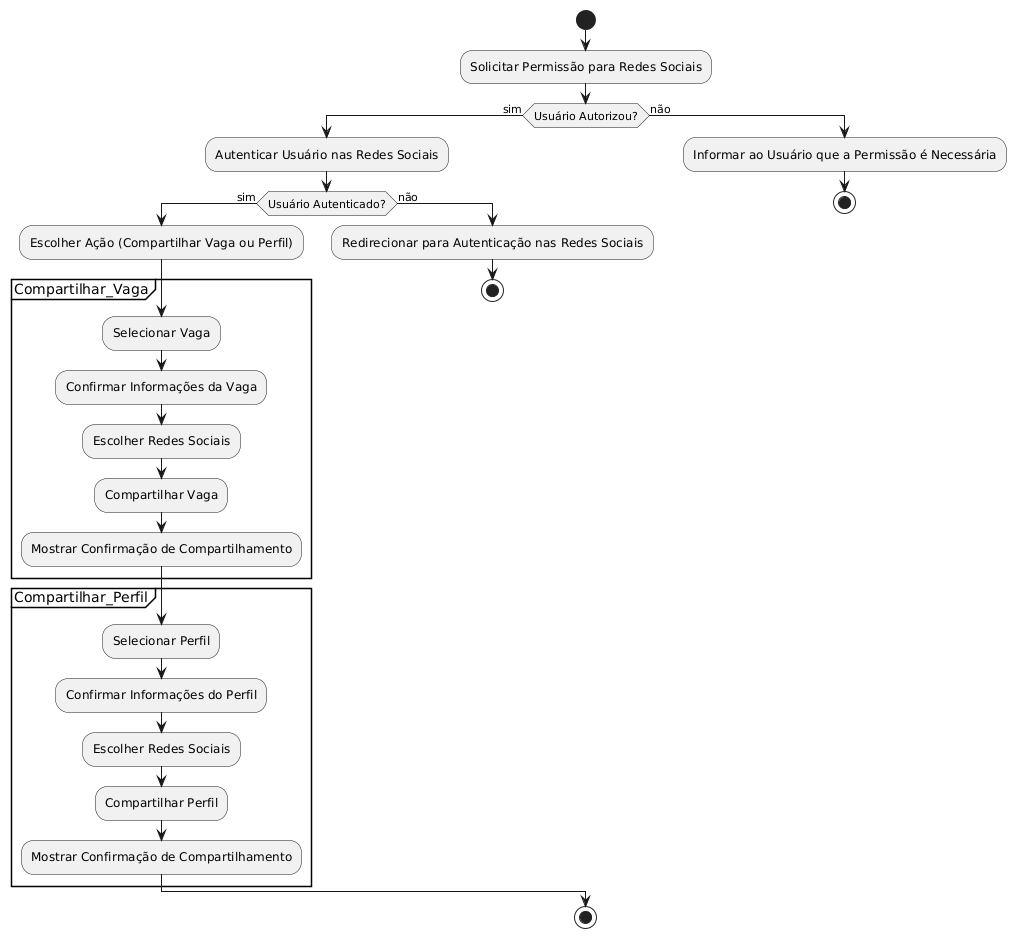 Solicitar Permissão para Redes Sociais
sim
Usuário Autorizou?
não
Autenticar Usuário nas Redes Sociais
Informar ao Usuário que a Permissão é Necessária
sim
Usuário Autenticado?
não
Escolher Ação (Compartilhar Vaga ou Perfil)
Redirecionar para Autenticação nas Redes Sociais
Compartilhar_Vaga
Selecionar Vaga
Confirmar Informações da Vaga
Escolher Redes Sociais
Compartilhar Vaga
Mostrar Confirmação de Compartilhamento
Compartilhar_Perfil
Selecionar Perfil
Confirmar Informações do Perfil
Escolher Redes Sociais
Compartilhar Perfil
Mostrar Confirmação de Compartilhamento